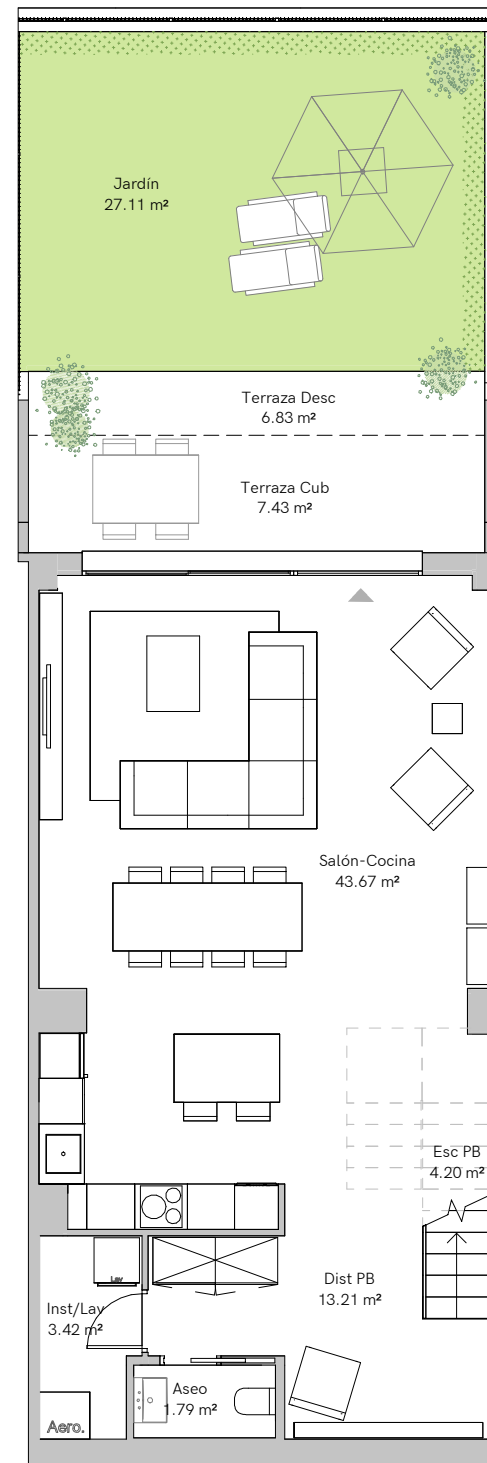 Jardín
27.11 m²
Terraza Desc
6.83 m²
Terraza Cub
7.43 m²
Salón-Cocina
43.67 m²
Esc PB
4.20 m²
Lav
Dist PB
13.21 m²
Inst/Lav
3.42 m²
Aseo
1.79 m²
Aero.